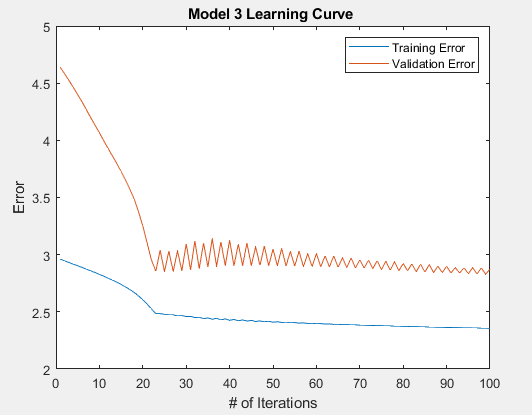 Model 3 Learning Curve
5
4.5
4
3.5
3
2.5
2
Error
Training Error
Validation Error
0 10 20 30 40 50 60 70 80 90 100
# of Iterations